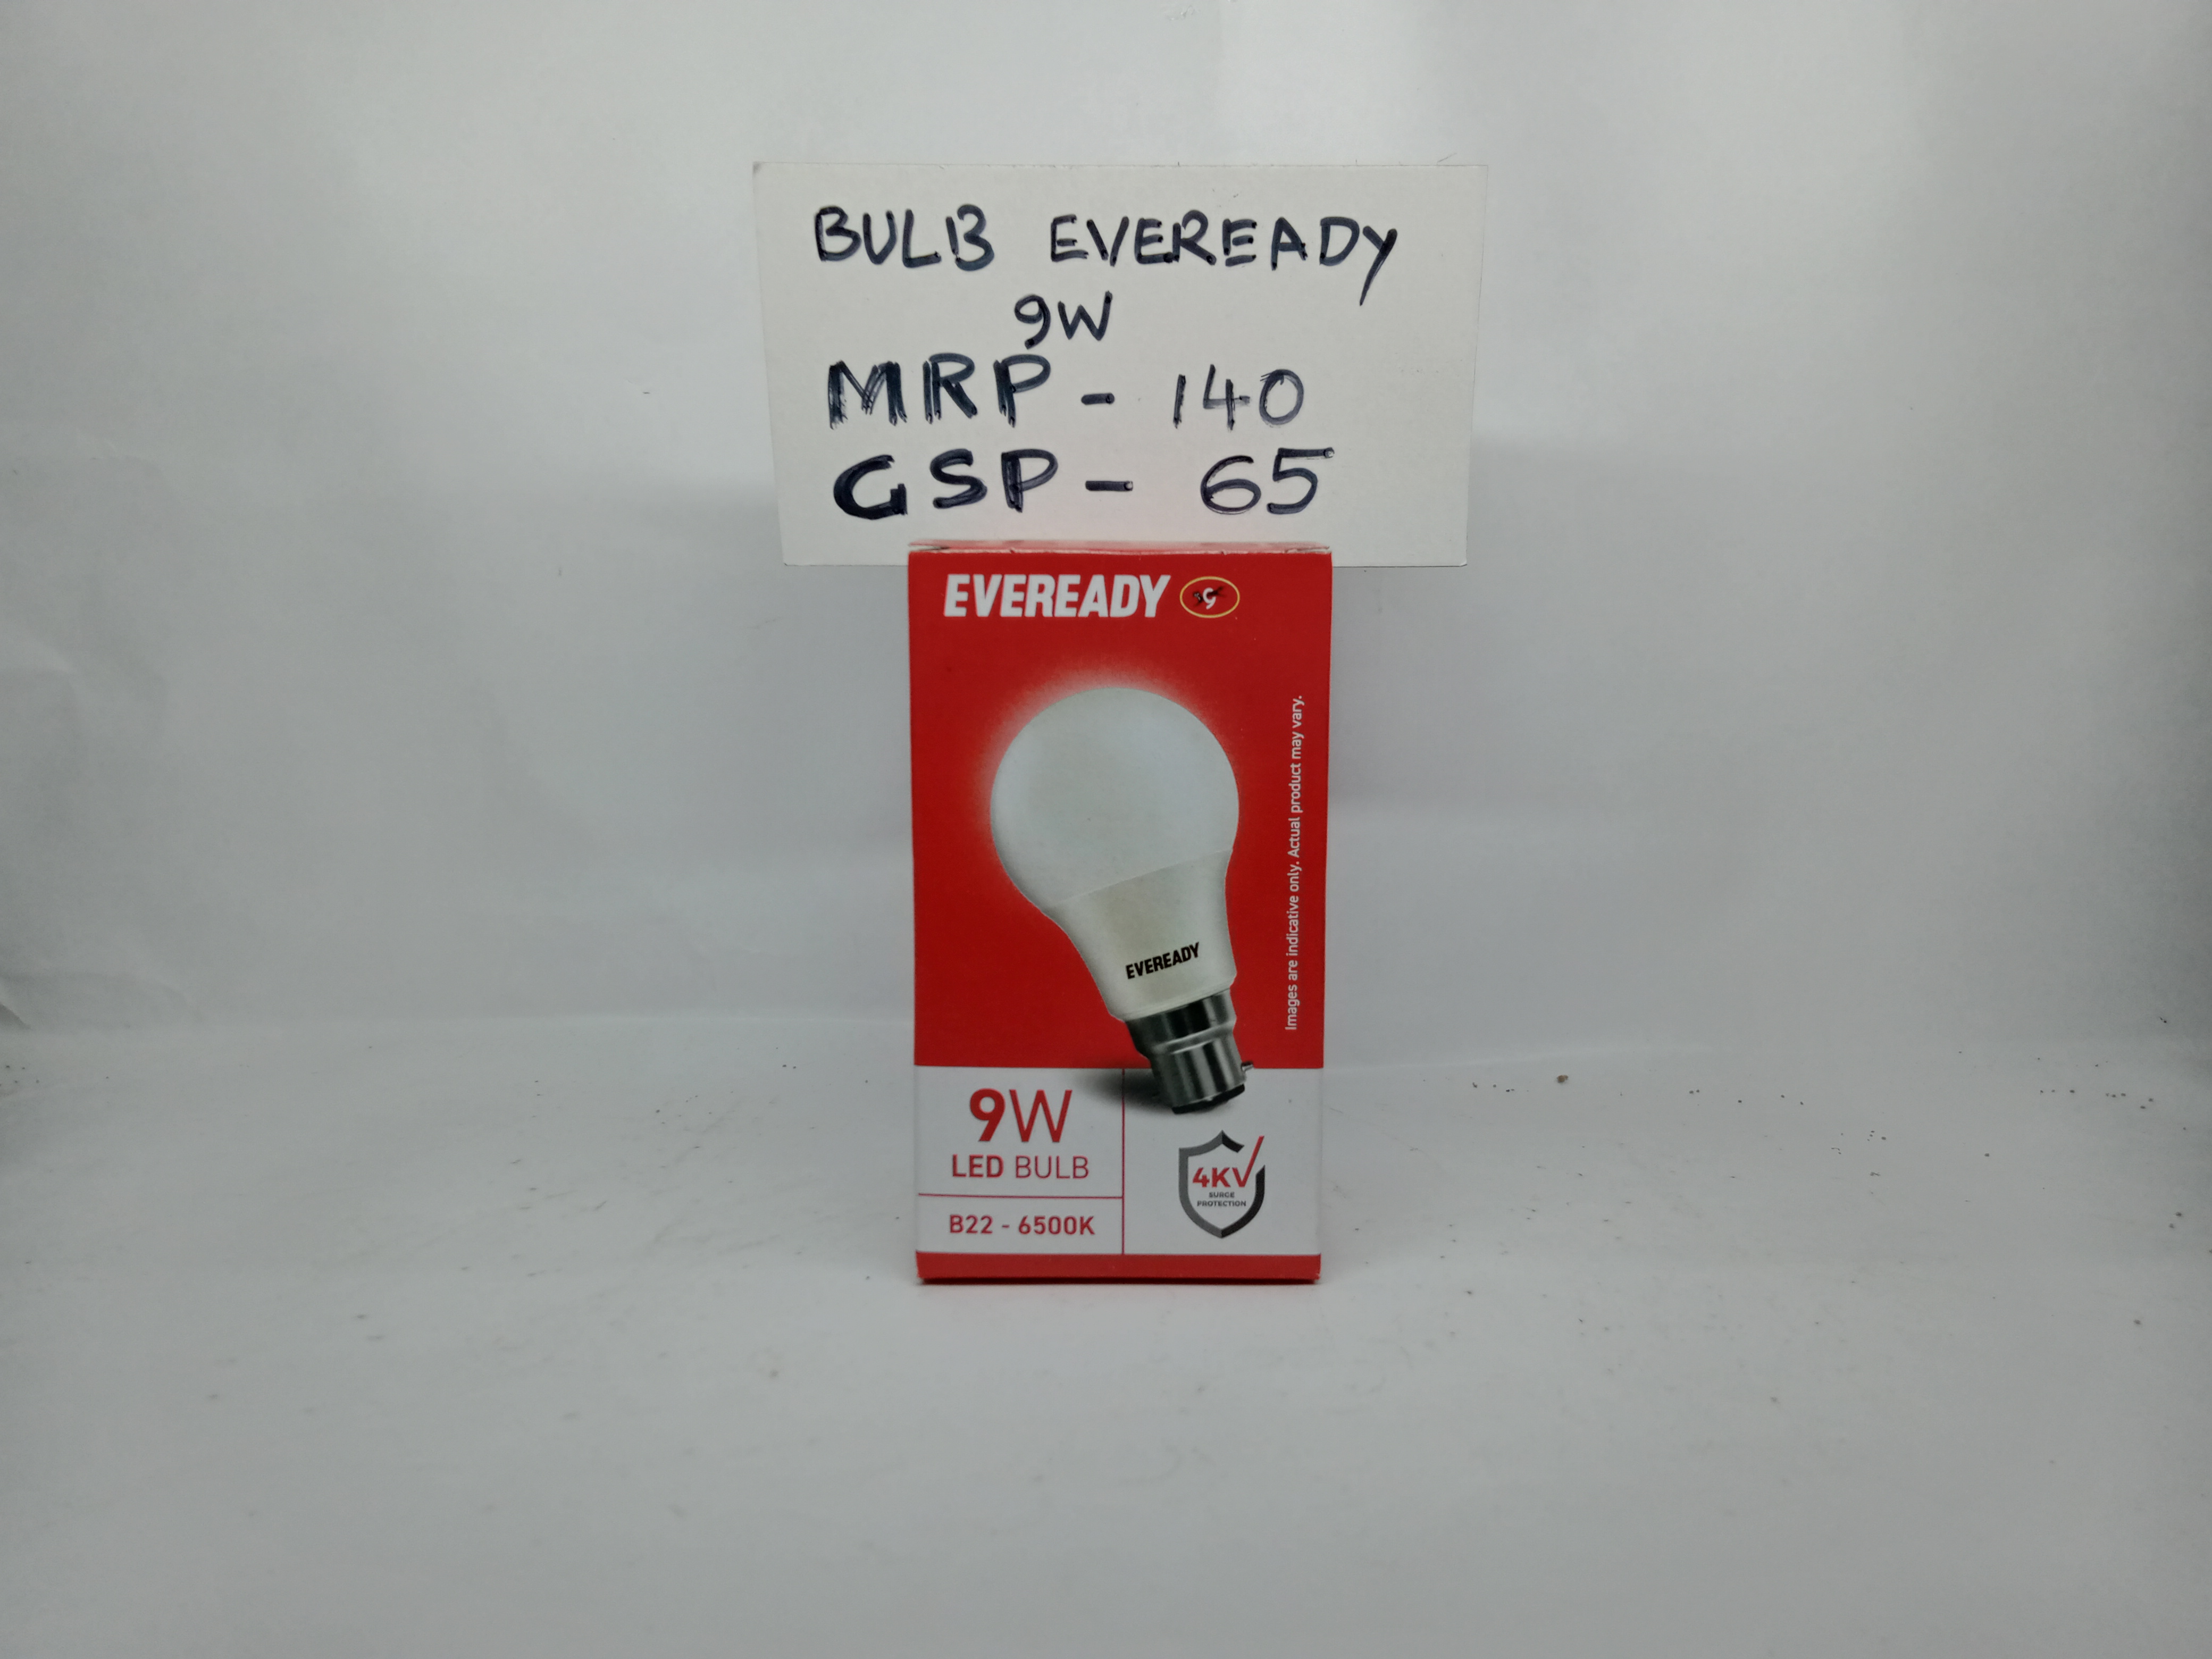 BULB EVEREADY
9W
MRP - 140
GSP - 65
EVEREADY
Images are indicative only. Actual product may vary.
EVEREADY
9W
LED BULB
B22 - 6500K
4KV
SURGE
PROTECTION